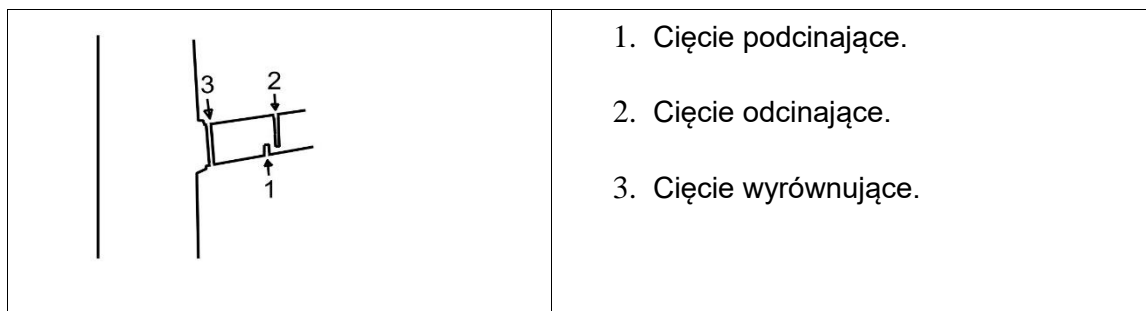 3
2
1
1. Cięcie podcinające.
2. Cięcie odcinające.
3. Cięcie wyrównujące.